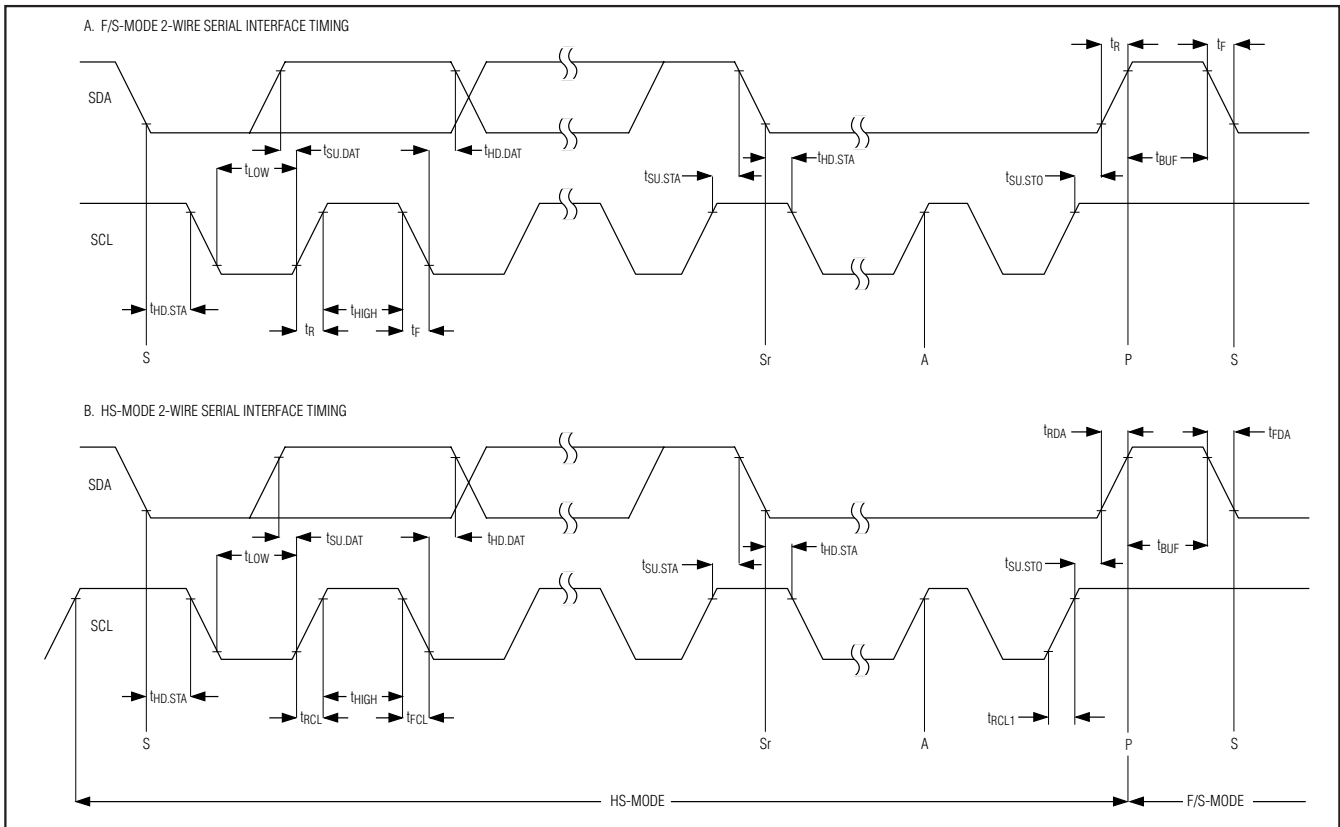 A. F/S-MODE 2-WIRE SERIAL INTERFACE TIMING
tR
tF
SDA
tSU.DAT
tHD.DAT
tLOW
tHD.STA
tSU.STA
tSU.STO
tBUF
SCL
tHD.STA
tR
tHIGH
tF
S
Sr
A
P
S
B. HS-MODE 2-WIRE SERIAL INTERFACE TIMING
tRDA
tFDA
SDA
tSU.DAT
tHD.DAT
tLOW
tHD.STA
tSU.STA
tSU.STO
tBUF
SCL
tHD.STA
tRCL
tHIGH
tFCL
tRCL1
S
Sr
A
P
S
HS-MODE
F/S-MODE